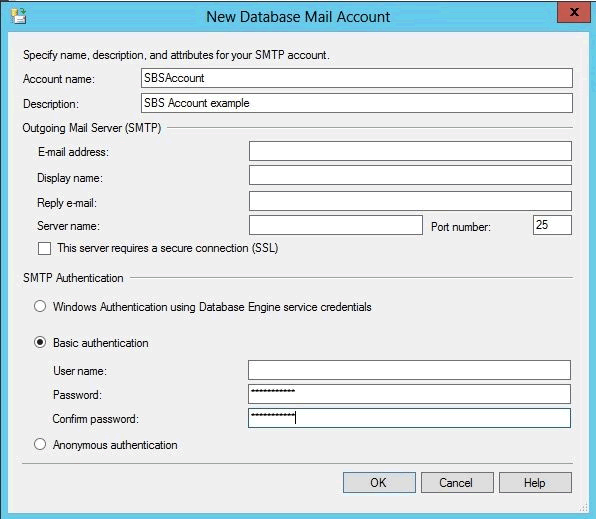 New Database Mail Account
x
Specify name, description, and attributes for your SMTP account.
Account name: SBSAccount
Description: SBS Account example
Outgoing Mail Server (SMTP)
E-mail address:
Display name:
Reply e-mail:
Server name: Port number: 25
This server requires a secure connection (SSL)
SMTP Authentication
Windows Authentication using Database Engine service credentials
Basic authentication
User name:
Password: ***********
Confirm password: ***********
Anonymous authentication
OK Cancel Help